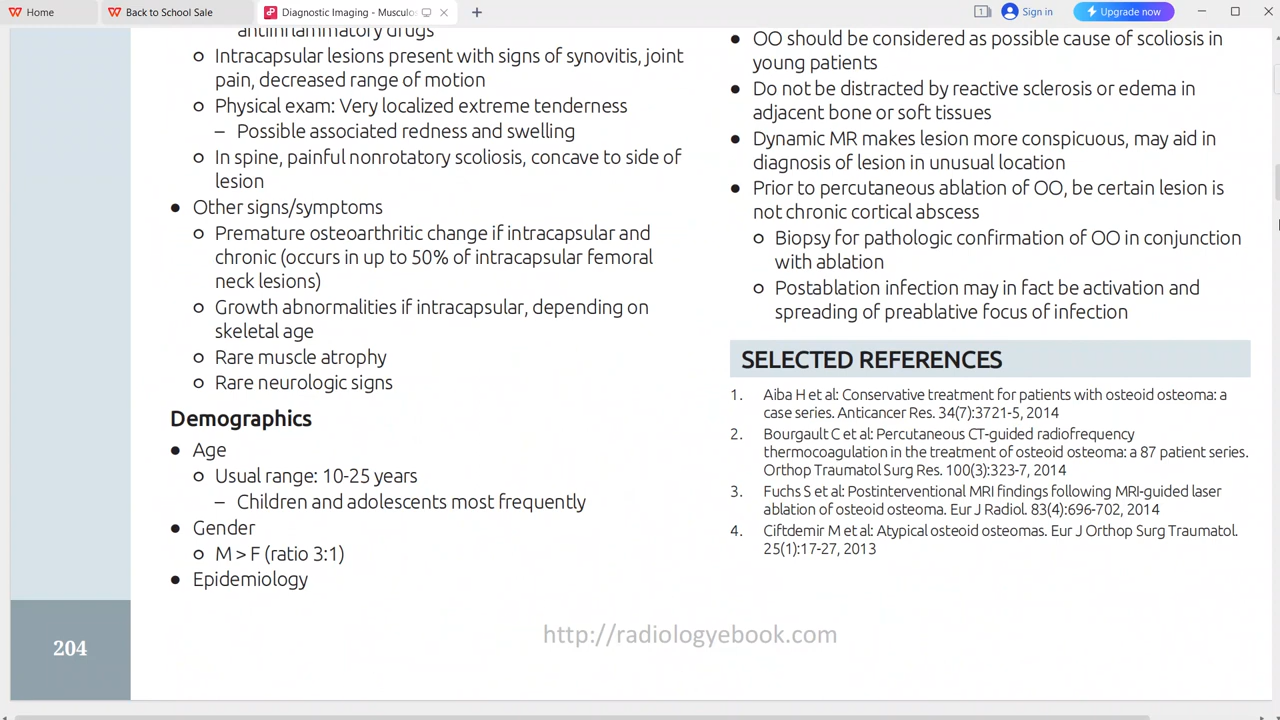 Home
Back to School Sale
Diagnostic Imaging - Musculos
1
Sign in
Upgrade now
antiinflammatory drugs
o Intracapsular lesions present with signs of synovitis, joint
pain, decreased range of motion
o Physical exam: Very localized extreme tenderness
– Possible associated redness and swelling
o In spine, painful nonrotatory scoliosis, concave to side of
lesion
● Other signs/symptoms
o Premature osteoarthritic change if intracapsular and
chronic (occurs in up to 50% of intracapsular femoral
neck lesions)
o Growth abnormalities if intracapsular, depending on
skeletal age
o Rare muscle atrophy
o Rare neurologic signs
Demographics
● Age
o Usual range: 10-25 years
– Children and adolescents most frequently
● Gender
o M > F (ratio 3:1)
● Epidemiology
204
● OO should be considered as possible cause of scoliosis in
young patients
● Do not be distracted by reactive sclerosis or edema in
adjacent bone or soft tissues
● Dynamic MR makes lesion more conspicuous, may aid in
diagnosis of lesion in unusual location
● Prior to percutaneous ablation of OO, be certain lesion is
not chronic cortical abscess
o Biopsy for pathologic confirmation of OO in conjunction
with ablation
o Postablation infection may in fact be activation and
spreading of preablative focus of infection
SELECTED REFERENCES
1. Aiba H et al: Conservative treatment for patients with osteoid osteoma: a
case series. Anticancer Res. 34(7):3721-5, 2014
2. Bourgault C et al: Percutaneous CT-guided radiofrequency
thermocoagulation in the treatment of osteoid osteoma: a 87 patient series.
Orthop Traumatol Surg Res. 100(3):323-7, 2014
3. Fuchs S et al: Postinterventional MRI findings following MRI-guided laser
ablation of osteoid osteoma. Eur J Radiol. 83(4):696-702, 2014
4. Ciftdemir M et al: Atypical osteoid osteomas. Eur J Orthop Surg Traumatol.
25(1):17-27, 2013
http://radiologyebook.com